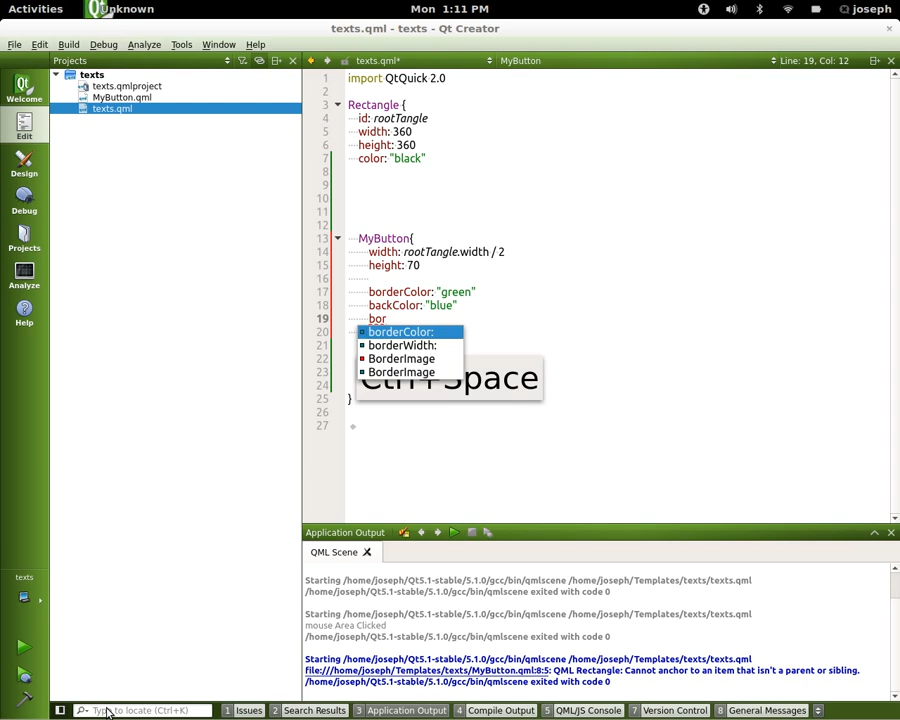 Activities
Unknown
Mon 1:11 PM
joseph
texts.qml - texts - Qt Creator
File Edit Build Debug Analyze Tools Window Help
Projects
texts.qml*
MyButton
Line: 19, Col: 12
Welcome
Edit
Design
Debug
Projects
Analyze
Help
texts
texts.qmlproject
MyButton.qml
texts.qml
1 import QtQuick 2.0
2
3 Rectangle {
4 id: rootTangle
5 width: 360
6 height: 360
7 color: "black"
8
9
10
11
12
13 MyButton{
14 width: rootTangle.width / 2
15 height: 70
16
17 borderColor: "green"
18 backColor: "blue"
19 bor
20
21
22
23
24
25 }
26
27
borderColor:
borderWidth:
BorderImage
BorderImage
Ctrl+Space
Application Output
QML Scene
Starting /home/joseph/Qt5.1-stable/5.1.0/gcc/bin/qmlscene /home/joseph/Templates/texts/texts.qml
/home/joseph/Qt5.1-stable/5.1.0/gcc/bin/qmlscene exited with code 0
Starting /home/joseph/Qt5.1-stable/5.1.0/gcc/bin/qmlscene /home/joseph/Templates/texts/texts.qml
mouse Area Clicked
/home/joseph/Qt5.1-stable/5.1.0/gcc/bin/qmlscene exited with code 0
Starting /home/joseph/Qt5.1-stable/5.1.0/gcc/bin/qmlscene /home/joseph/Templates/texts/texts.qml
file:///home/joseph/Templates/texts/MyButton.qml:8:5: QML Rectangle: Cannot anchor to an item that isn't a parent or sibling.
/home/joseph/Qt5.1-stable/5.1.0/gcc/bin/qmlscene exited with code 0
texts
Type to locate (Ctrl+K)
1 Issues
2 Search Results
3 Application Output
4 Compile Output
5 QML/JS Console
7 Version Control
8 General Messages